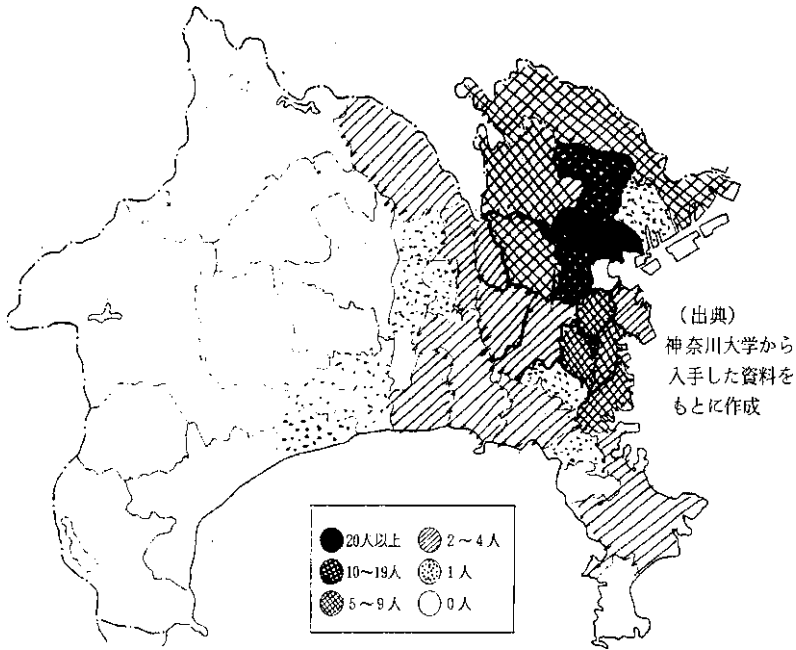 (出典)
神奈川大学から
入手した資料を
もとに作成
20人以上
2～4人
10～19人
1人
5～9人
0人